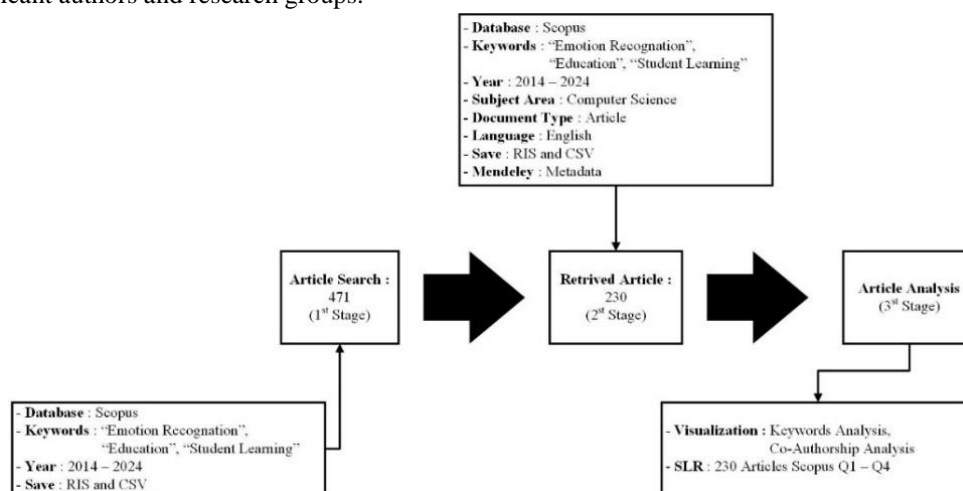 icant authors and research groups.
- Database : Scopus
- Keywords : “Emotion Recognation”,
“Education”, “Student Learning”
- Year : 2014 – 2024
- Subject Area : Computer Science
- Document Type : Article
- Language : English
- Save : RIS and CSV
- Mendeley : Metadata
Article Search :
471
(1st Stage)
Retrived Article :
230
(2st Stage)
Article Analysis
(3st Stage)
- Database : Scopus
- Keywords : “Emotion Recognation”,
“Education”, “Student Learning”
- Year : 2014 – 2024
- Save : RIS and CSV
- Visualization : Keywords Analysis,
Co-Authorship Analysis
- SLR : 230 Articles Scopus Q1 – Q4